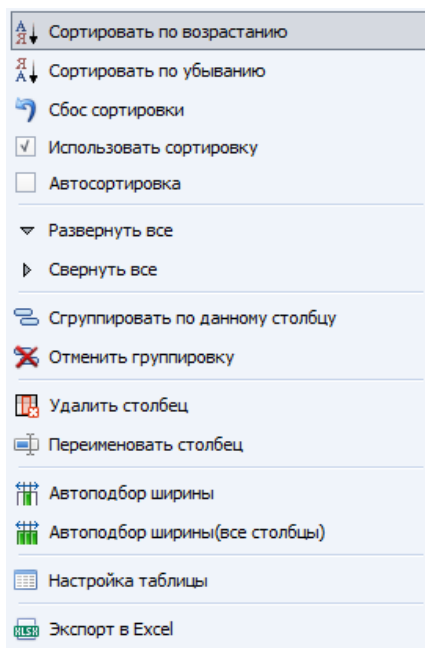 Сортировать по возрастанию
Сортировать по убыванию
Сбос сортировки
Использовать сортировку
Автосортировка
Развернуть все
Свернуть все
Сгруппировать по данному столбцу
Отменить группировку
Удалить столбец
Переименовать столбец
Автоподбор ширины
Автоподбор ширины(все столбцы)
Настройка таблицы
XLSX Экспорт в Excel